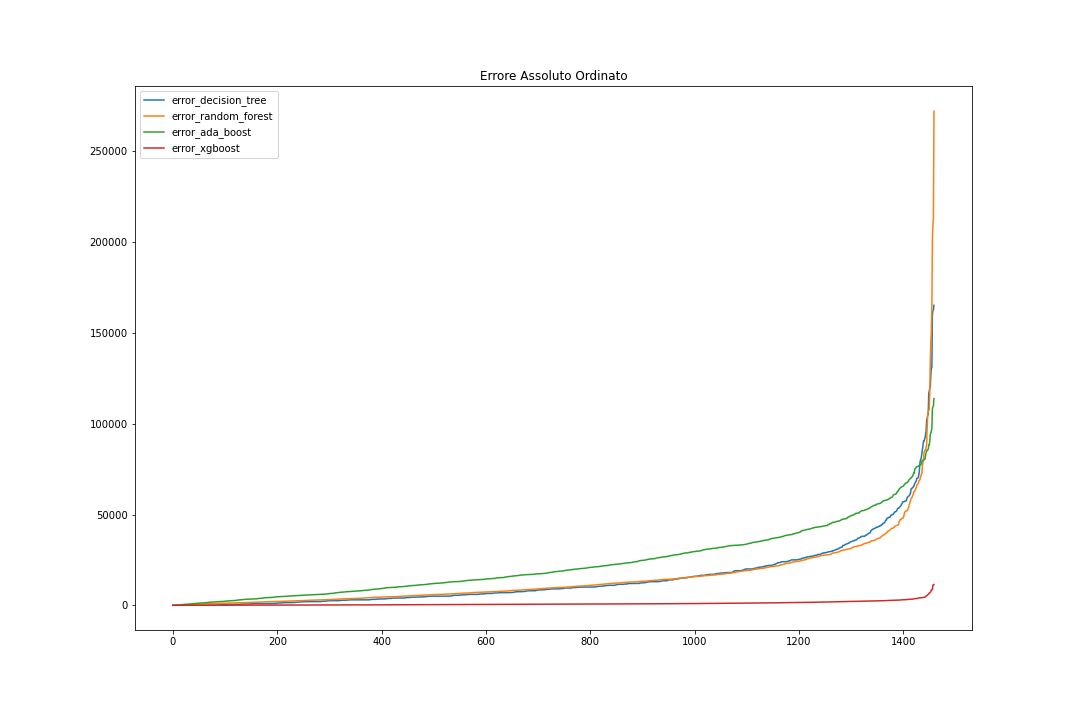 Errore Assoluto Ordinato
error_decision_tree
error_random_forest
error_ada_boost
error_xgboost
250000
200000
150000
100000
50000
0
0 200 400 600 800 1000 1200 1400